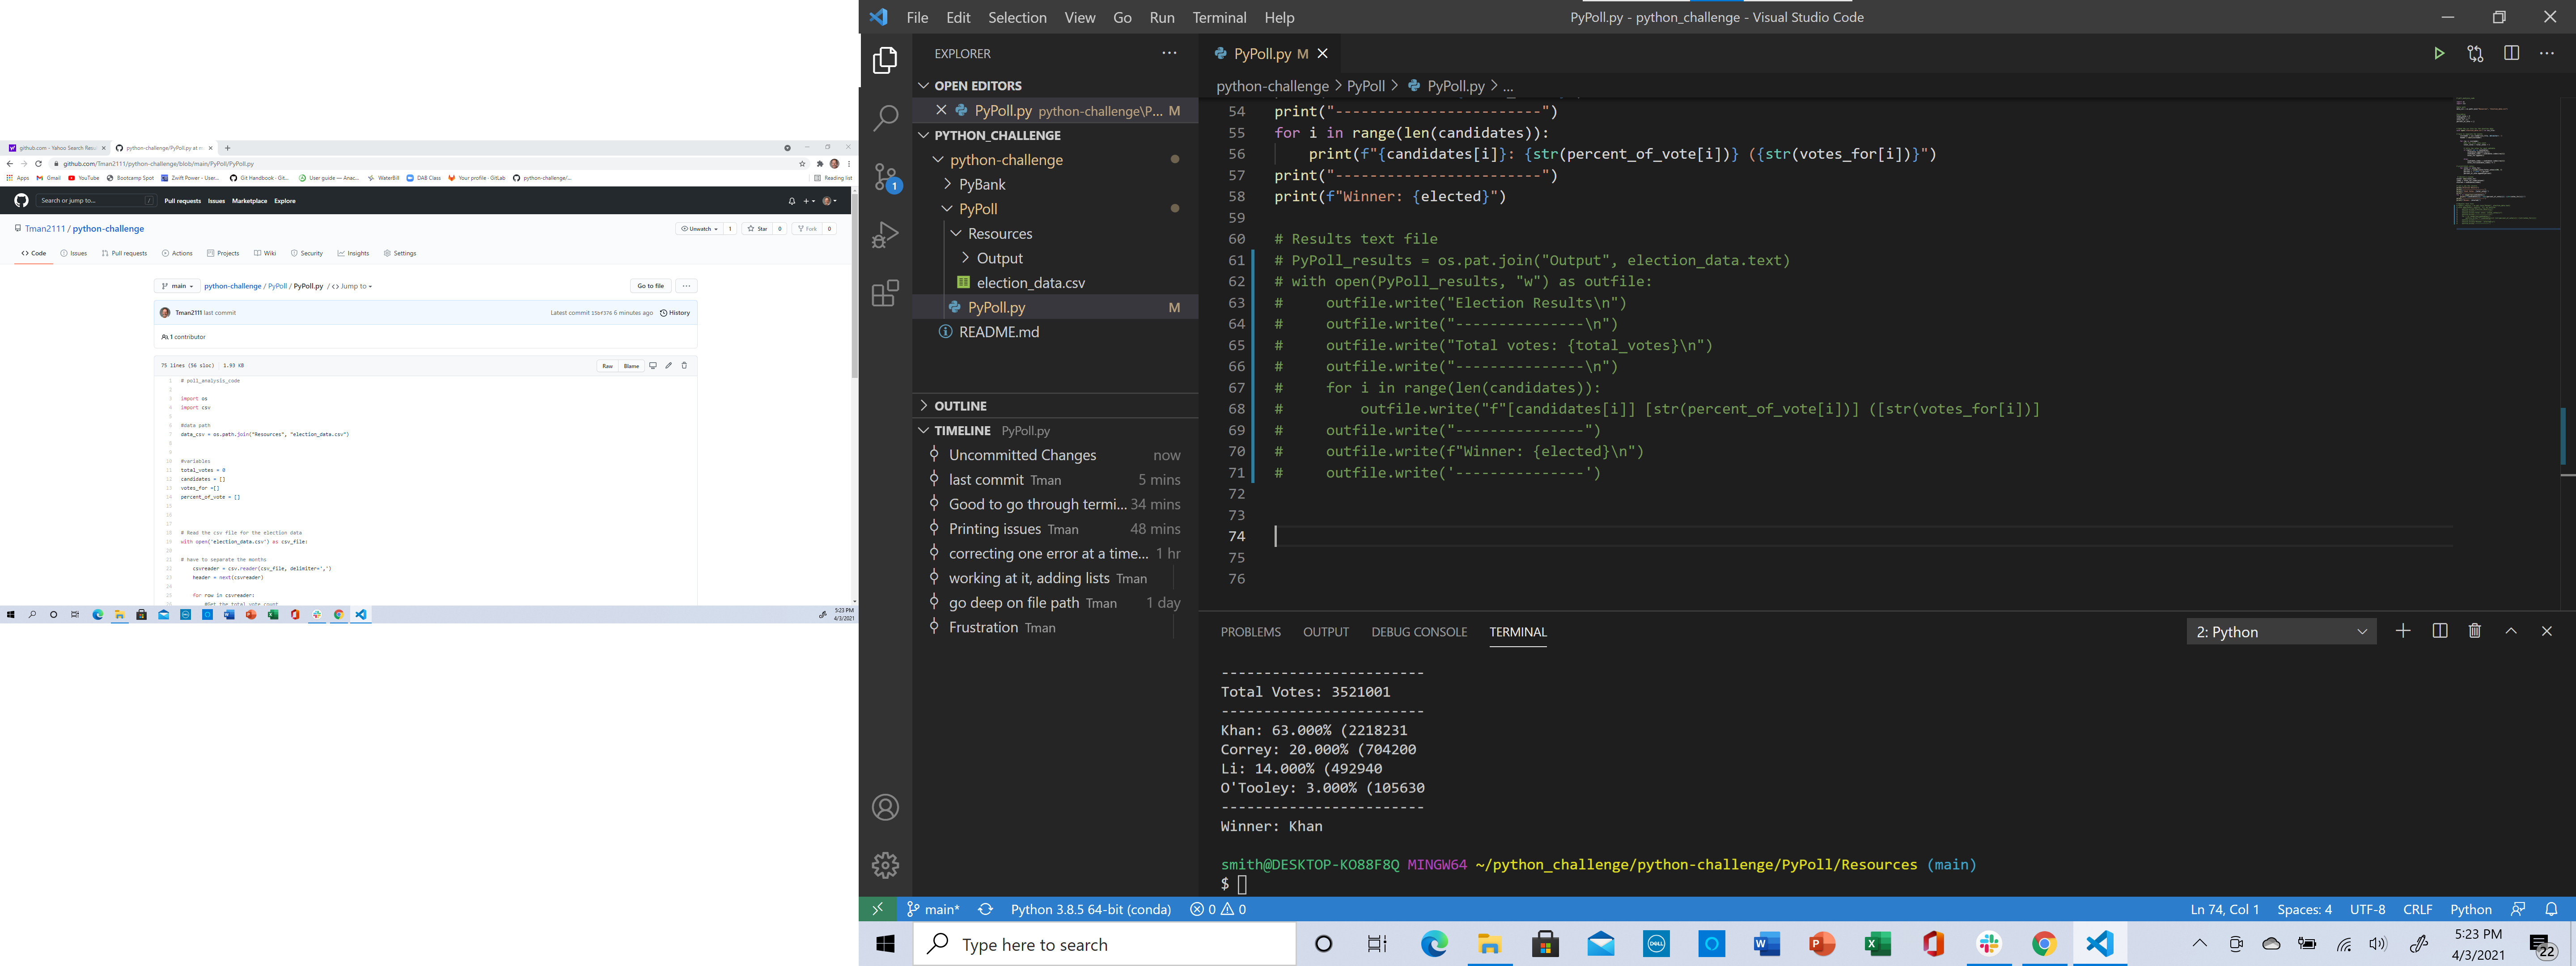 github.com - Yahoo Search Resu
python-challenge/PyPoll.py at m
github.com/Tman2111/python-challenge/blob/main/PyPoll/PyPoll.py
Apps Gmail YouTube Bootcamp Spot Zwift Power - User... Git Handbook - Git... User guide — Anac... WaterBill DAB Class Your profile · GitLab python-challenge/... Reading list
Search or jump to... / Pull requests Issues Marketplace Explore
Tman2111 / python-challenge
Unwatch 1 Star 0 Fork 0
Code Issues Pull requests Actions Projects Wiki Security Insights Settings
main python-challenge / PyPoll / PyPoll.py / <> Jump to Go to file ...
Tman2111 last commit Latest commit 6 minutes ago History
1 contributor
75 lines (56 sloc) 1.93 KB Raw Blame
1 # poll_analysis_code
2
3 import os
4 import csv
5
6 #data path
7 data_csv = os.path.join("Resources", "election_data.csv")
8
9
10 #variables
11 total_votes = 0
12 candidates = []
13 votes_for =[]
14 percent_of_vote = []
15
16
17
18 # Read the csv file for the election data
19 with open('election_data.csv') as csv_file:
20
21 # have to separate the months
22 csvreader = csv.reader(csv_file, delimiter=',')
23 header = next(csvreader)
24
25 for row in csvreader:
#Get the total vote count
5:23 PM
4/3/2021
File Edit Selection View Go Run Terminal Help
PyPoll.py - python_challenge - Visual Studio Code
EXPLORER ...
OPEN EDITORS
PyPoll.py python-challenge\P... M
PYTHON_CHALLENGE
python-challenge
PyBank
PyPoll
Resources
Output
election_data.csv
PyPoll.py M
README.md
OUTLINE
TIMELINE PyPoll.py
Uncommitted Changes now
last commit Tman 5 mins
Good to go through termi... 34 mins
Printing issues Tman 48 mins
correcting one error at a time... 1 hr
working at it, adding lists Tman
go deep on file path Tman 1 day
Frustration Tman
1
PyPoll.py M
python-challenge > PyPoll > PyPoll.py > ...
54 print("------------------------")
55 for i in range(len(candidates)):
56 print(f"{candidates[i]}: {str(percent_of_vote[i])} ({str(votes_for[i])}")
57 print("------------------------")
58 print(f"Winner: {elected}")
59
60 # Results text file
61 # PyPoll_results = os.pat.join("Output", election_data.text)
62 # with open(PyPoll_results, "w") as outfile:
63 # outfile.write("Election Results\n")
64 # outfile.write("---------------\n")
65 # outfile.write("Total votes: {total_votes}\n")
66 # outfile.write("---------------\n")
67 # for i in range(len(candidates)):
68 # outfile.write("f"[candidates[i]] [str(percent_of_vote[i])] ([str(votes_for[i])]
69 # outfile.write("---------------")
70 # outfile.write(f"Winner: {elected}\n")
71 # outfile.write('---------------')
72
73
74
75
76
PROBLEMS OUTPUT DEBUG CONSOLE TERMINAL
2: Python
------------------------
Total Votes: 3521001
------------------------
Khan: 63.000% (2218231
Correy: 20.000% (704200
Li: 14.000% (492940
O'Tooley: 3.000% (105630
------------------------
Winner: Khan
smith@DESKTOP-KO88F8Q MINGW64 ~/python_challenge/python-challenge/PyPoll/Resources (main)
$
main* Python 3.8.5 64-bit (conda) 0 0
Ln 74, Col 1 Spaces: 4 UTF-8 CRLF Python
Type here to search
DELL
5:23 PM
4/3/2021
22